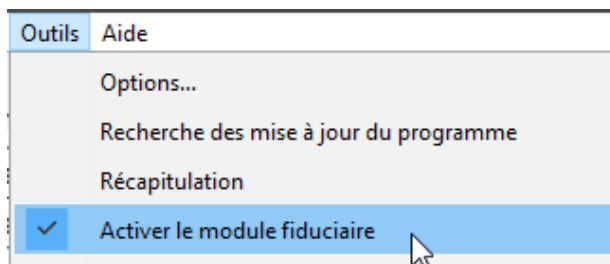 Outils Aide
Options...
Recherche des mise à jour du programme
Récapitulation
Activer le module fiduciaire